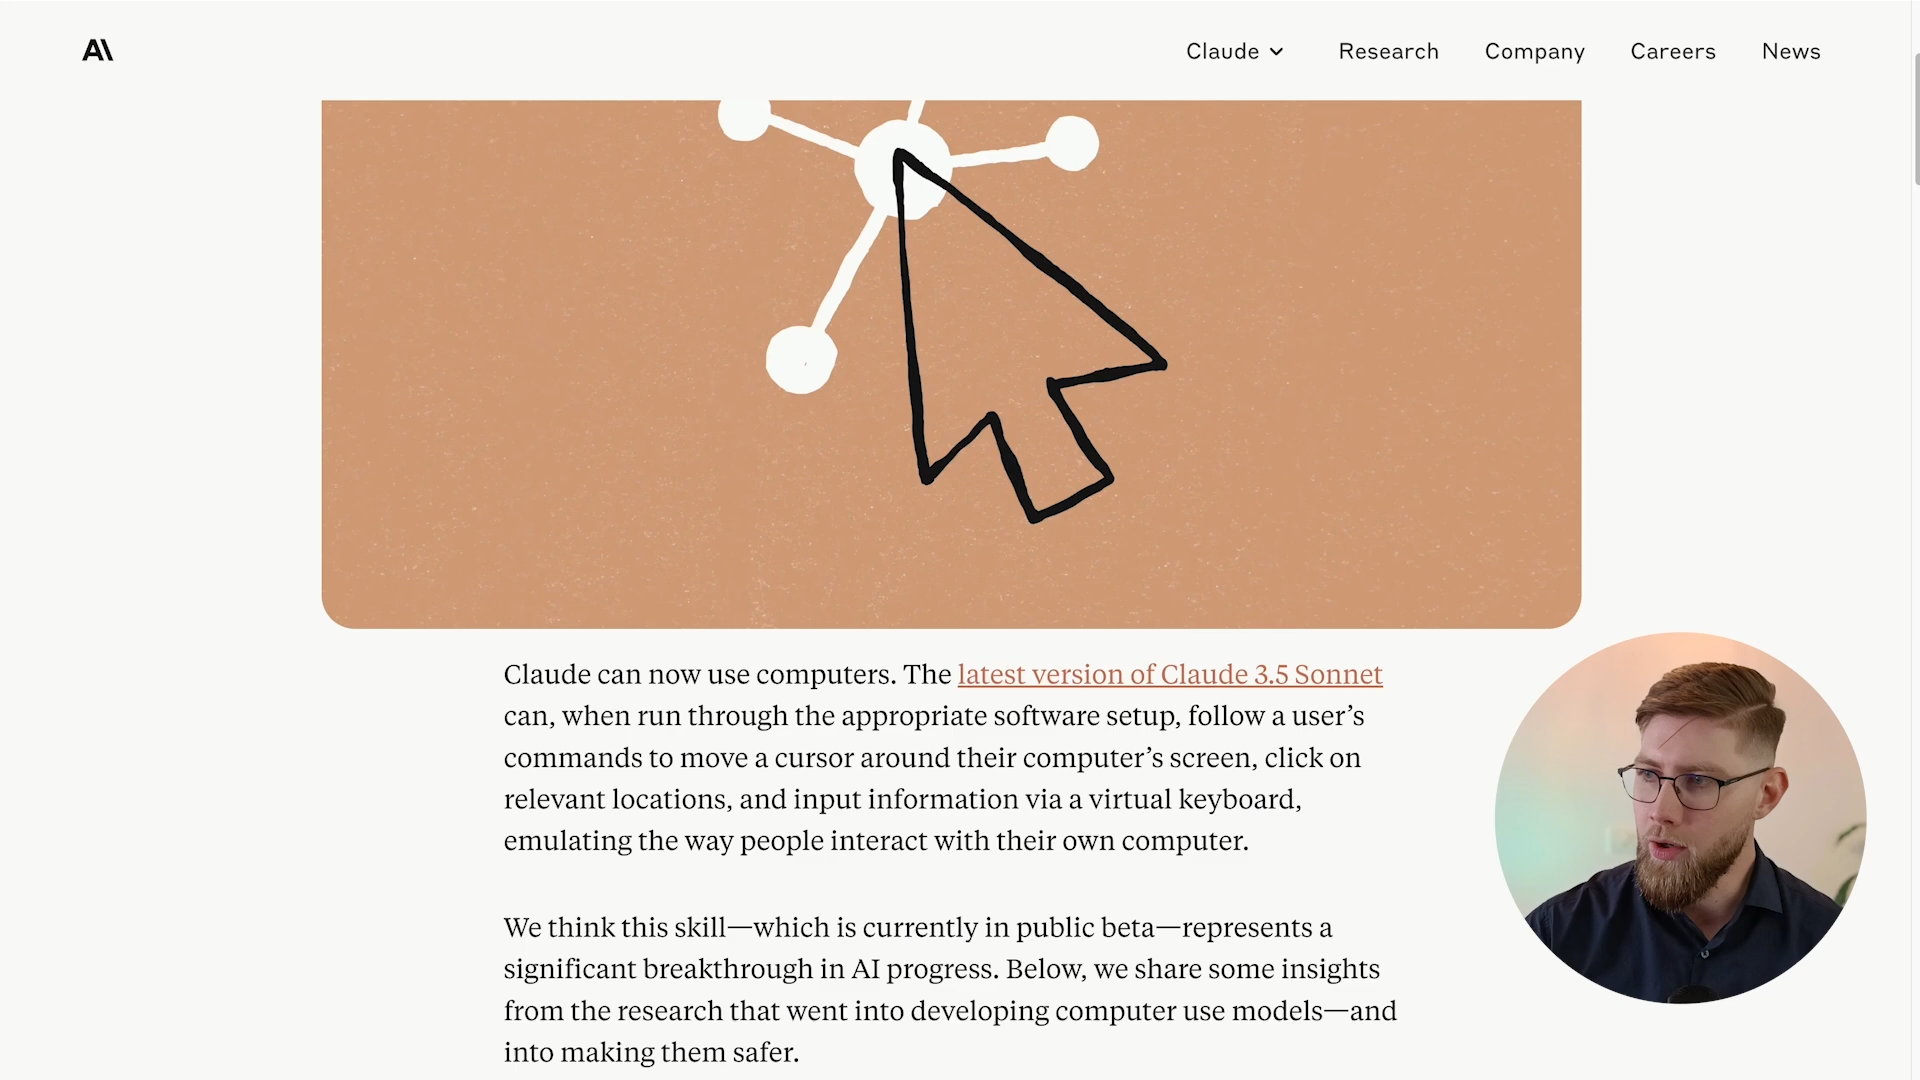 A\
Claude Research Company Careers News
Claude can now use computers. The latest version of Claude 3.5 Sonnet
can, when run through the appropriate software setup, follow a user’s
commands to move a cursor around their computer’s screen, click on
relevant locations, and input information via a virtual keyboard,
emulating the way people interact with their own computer.
We think this skill—which is currently in public beta—represents a
significant breakthrough in AI progress. Below, we share some insights
from the research that went into developing computer use models—and
into making them safer.